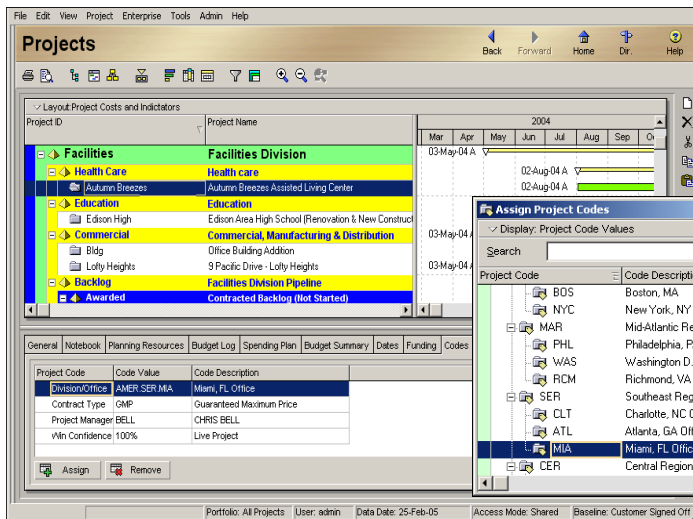 File Edit View Project Enterprise Tools Admin Help
Projects
Back Forward Home Dir. Help
Layout:Project Costs and Indictators
Project ID Project Name 2004
Mar Apr May Jun Jul Aug Sep
Facilities Facilities Division 03-May-04 A
Health Care Health care 02-Aug-04 A
Autumn Breezes Autumn Breezes Assisted Living Center 02-Aug-04 A
Education Education
Edison High Edison Area High School (Renovation & New Construct
Commercial Commercial, Manufacturing & Distribution 03-May-04
Bldg Office Building Addition
Lofty Heights 9 Pacific Drive - Lofty Heights 03-May-04
Backlog Facilities Division Pipeline
Awarded Contracted Backlog (Not Started)
Assign Project Codes
Display: Project Code Values
Search
Project Code Code Descripti
BOS Boston, MA
NYC New York, NY
MAR Mid-Atlantic Re
PHL Philadelphia, P
WAS Washington D.
RCM Richmond, VA
SER Southeast Reg
CLT Charlotte, NC O
ATL Atlanta, GA Off
MIA Miami, FL Offic
CER Central Region
General Notebook Planning Resources Budget Log Spending Plan Budget Summary Dates Funding Codes
Project Code Code Value Code Description
Division/Office AMER.SER.MIA Miami, FL Office
Contract Type GMP Guaranteed Maximum Price
Project Manager BELL CHRIS BELL
Win Confidence 100% Live Project
Assign Remove
Portfolio: All Projects User: admin Data Date: 25-Feb-05 Access Mode: Shared Baseline: Customer Signed Off